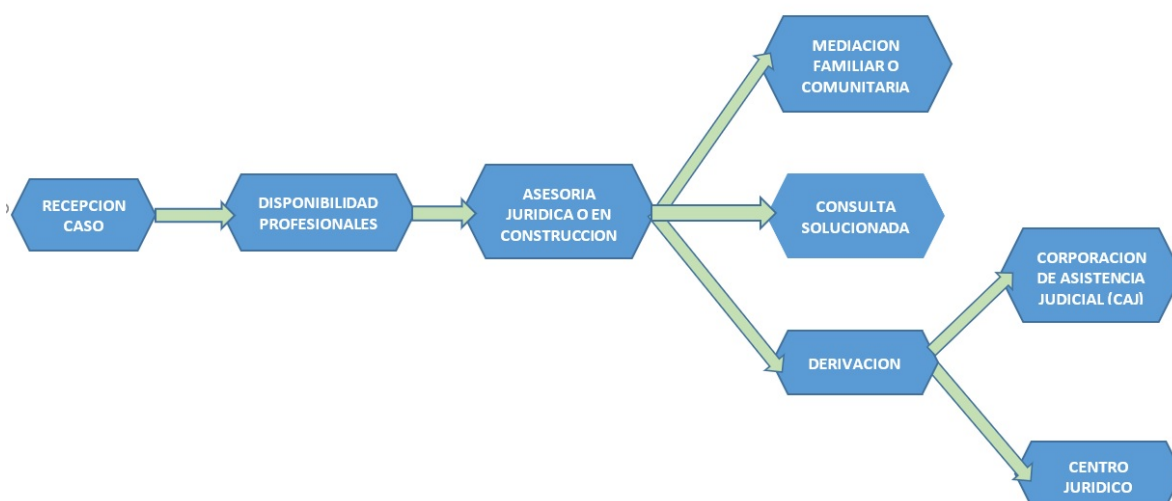 RECEPCION
CASO
DISPONIBILIDAD
PROFESIONALES
ASESORIA
JURIDICA O EN
CONSTRUCCION
MEDIACION
FAMILIAR O
COMUNITARIA
CONSULTA
SOLUCIONADA
DERIVACION
CORPORACION
DE ASISTENCIA
JUDICIAL (CAJ)
CENTRO
JURIDICO